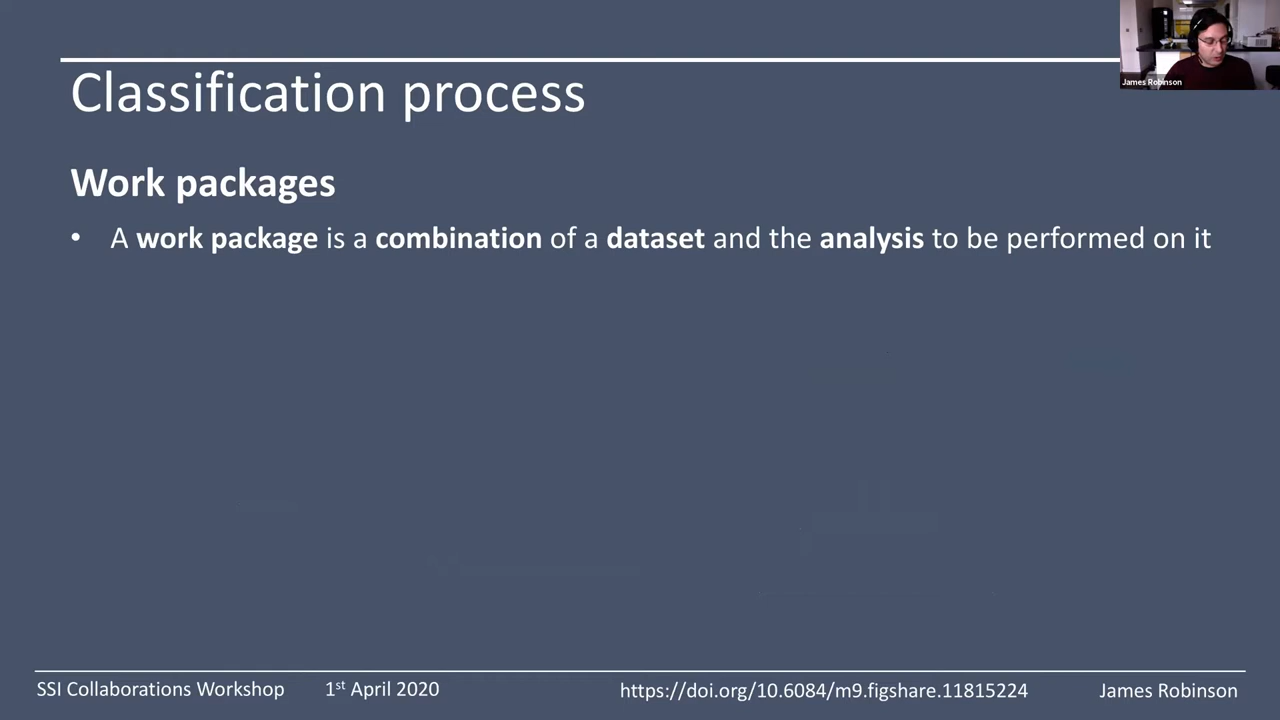 James Robinson
Classification process
Work packages
• A work package is a combination of a dataset and the analysis to be performed on it
SSI Collaborations Workshop 1st April 2020 https://doi.org/10.6084/m9.figshare.11815224 James Robinson